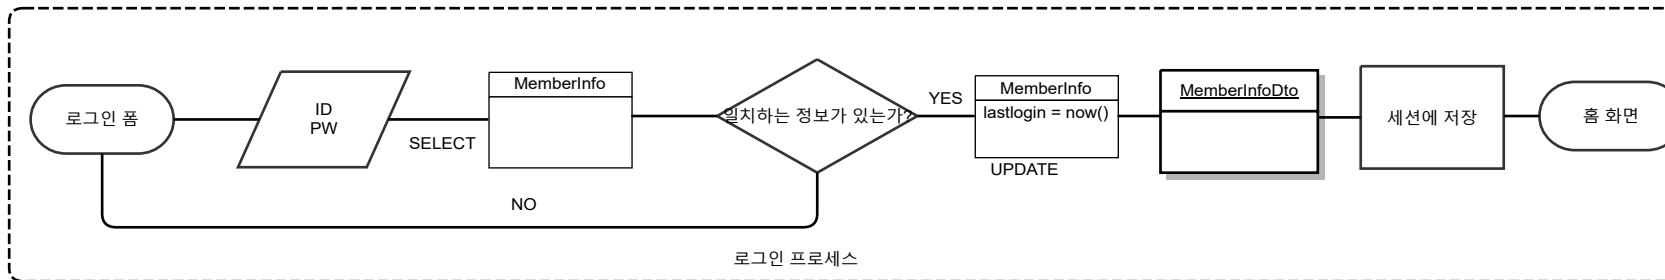 로그인 폼
ID
PW
SELECT
MemberInfo
일치하는 정보가 있는가?
YES
NO
MemberInfo
lastlogin = now()
UPDATE
MemberInfoDto
세션에 저장
홈 화면
로그인 프로세스